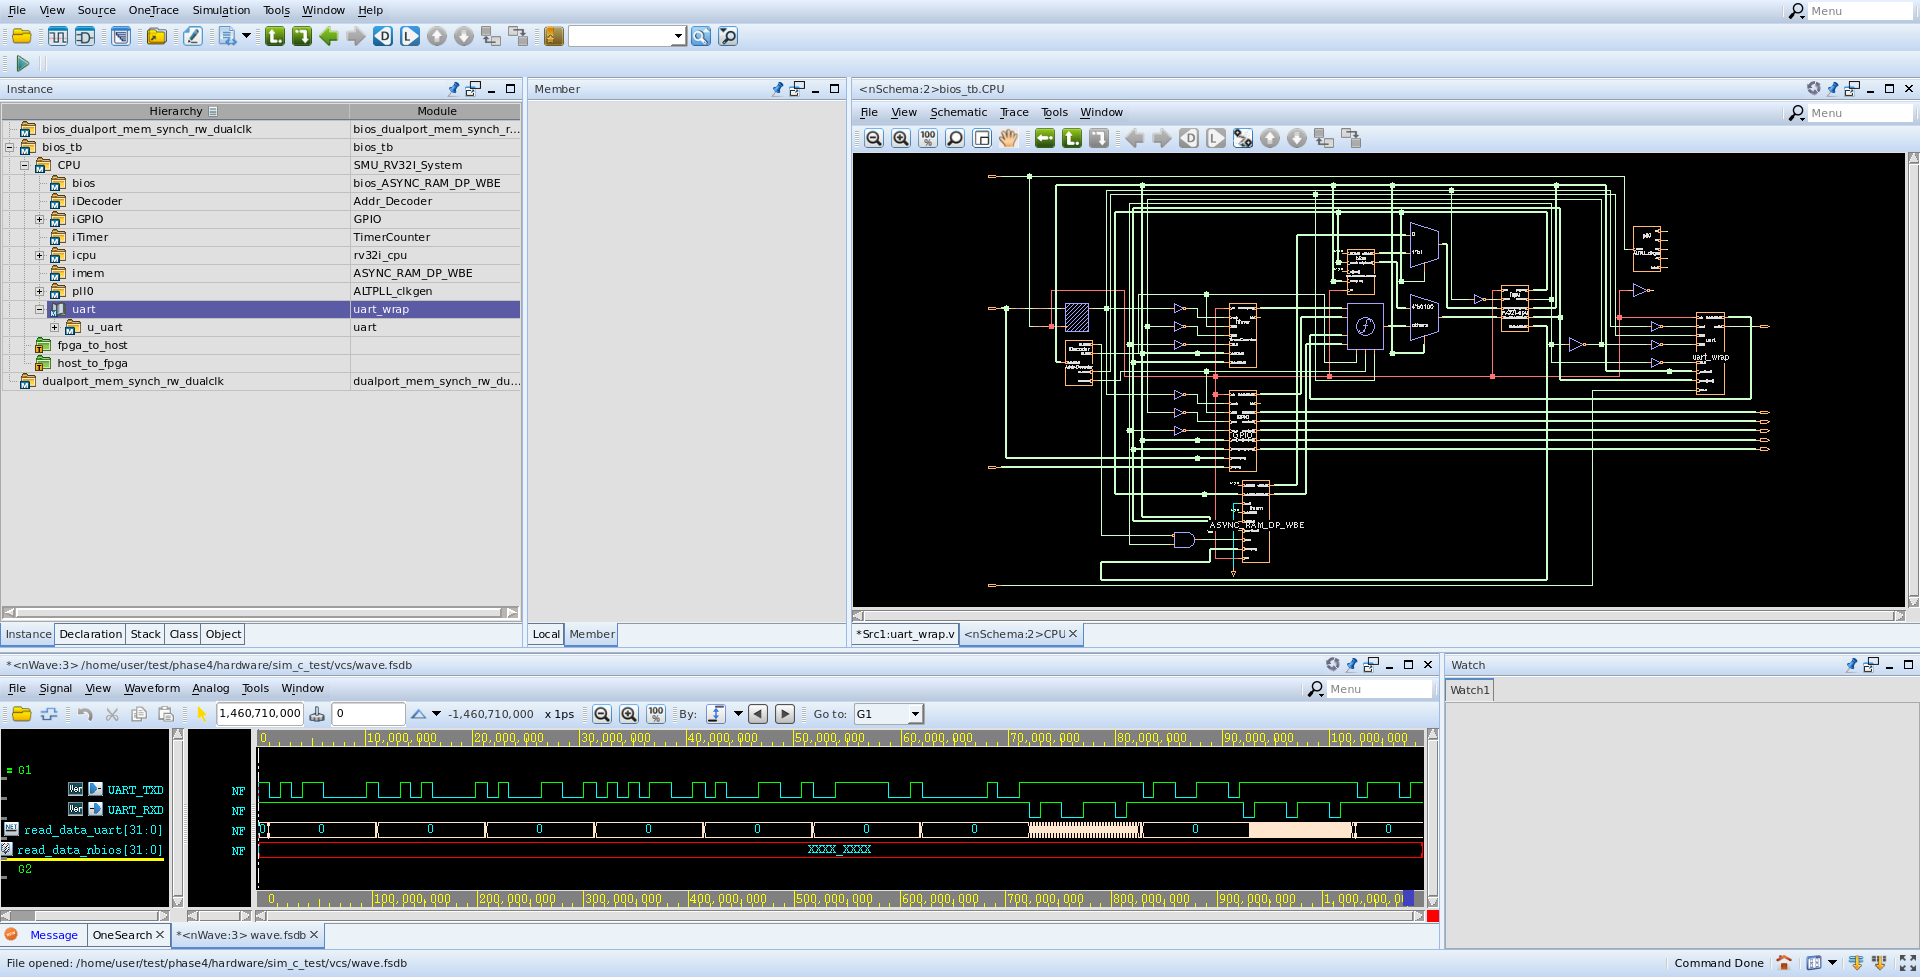 File View Source OneTrace Simulation Tools Window Help
Menu
Instance
Hierarchy Module
bios_dualport_mem_synch_rw_dualclk bios_dualport_mem_synch_r...
bios_tb bios_tb
CPU SMU_RV32I_System
bios bios_ASYNC_RAM_DP_WBE
iDecoder Addr_Decoder
iGPIO GPIO
iTimer TimerCounter
icpu rv32i_cpu
imem ASYNC_RAM_DP_WBE
pll0 ALTPLL_clkgen
uart uart_wrap
u_uart uart
fpga_to_host
host_to_fpga
dualport_mem_synch_rw_dualclk dualport_mem_synch_rw_du...
Instance Declaration Stack Class Object
Member
Local Member
<nSchema:2>bios_tb.CPU
File View Schematic Trace Tools Window
Menu
100%
uart_wrap
GPIO
ASYNC_RAM_DP_WBE
*Src1:uart_wrap.v <nSchema:2>CPU
*<nWave:3> /home/user/test/phase4/hardware/sim_c_test/vcs/wave.fsdb
File Signal View Waveform Analog Tools Window
Menu
1,460,710,000 0 -1,460,710,000 x 1ps 100% By: Go to: G1
0 10,000,000 20,000,000 30,000,000 40,000,000 50,000,000 60,000,000 70,000,000 80,000,000 90,000,000 100,000,000
G1
UART_TXD NF
UART_RXD NF
read_data_uart[31:0] NF 0 0 0 0 0 0 0 0 0 0
read_data_nbios[31:0] NF XXXX_XXXX
G2
0 100,000,000 200,000,000 300,000,000 400,000,000 500,000,000 600,000,000 700,000,000 800,000,000 900,000,000
Message OneSearch *<nWave:3> wave.fsdb
Watch
Watch1
File opened: /home/user/test/phase4/hardware/sim_c_test/vcs/wave.fsdb
Command Done